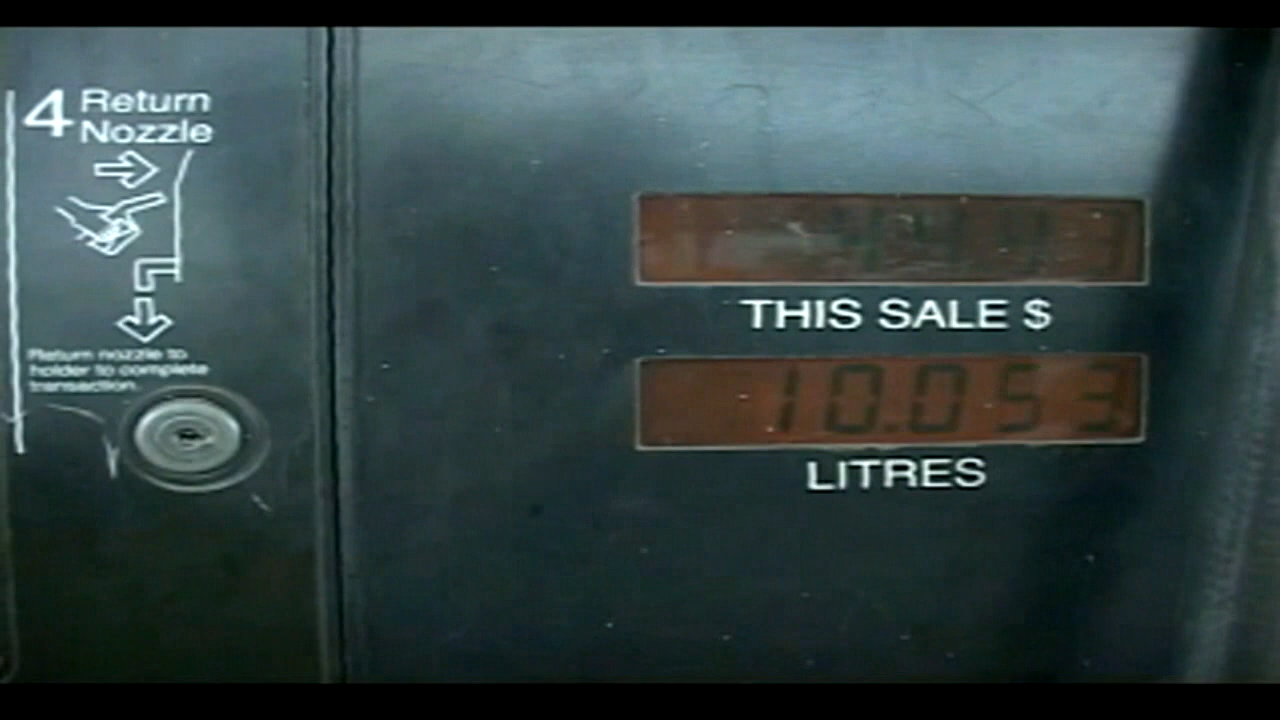 4 Return
Nozzle
Return nozzle to
holder to complete
transaction.
THIS SALE $
10.053
LITRES